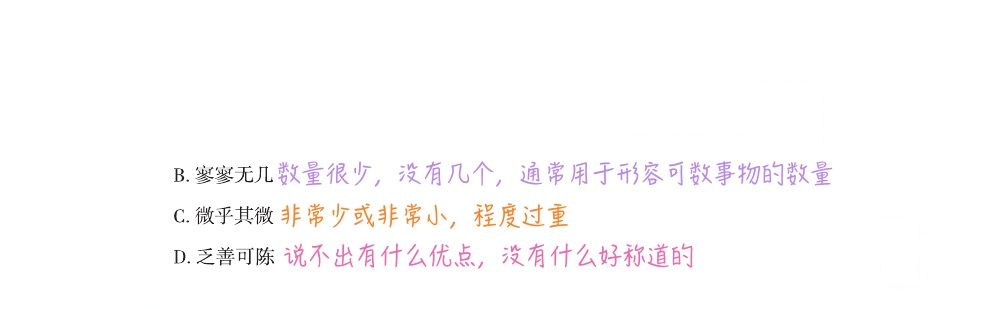 B. 寥寥无几 数量很少，没有几个，通常用于形容可数事物的数量
C. 微乎其微 非常少或非常小，程度过重
D. 乏善可陈 说不出有什么优点，没有什么好称道的